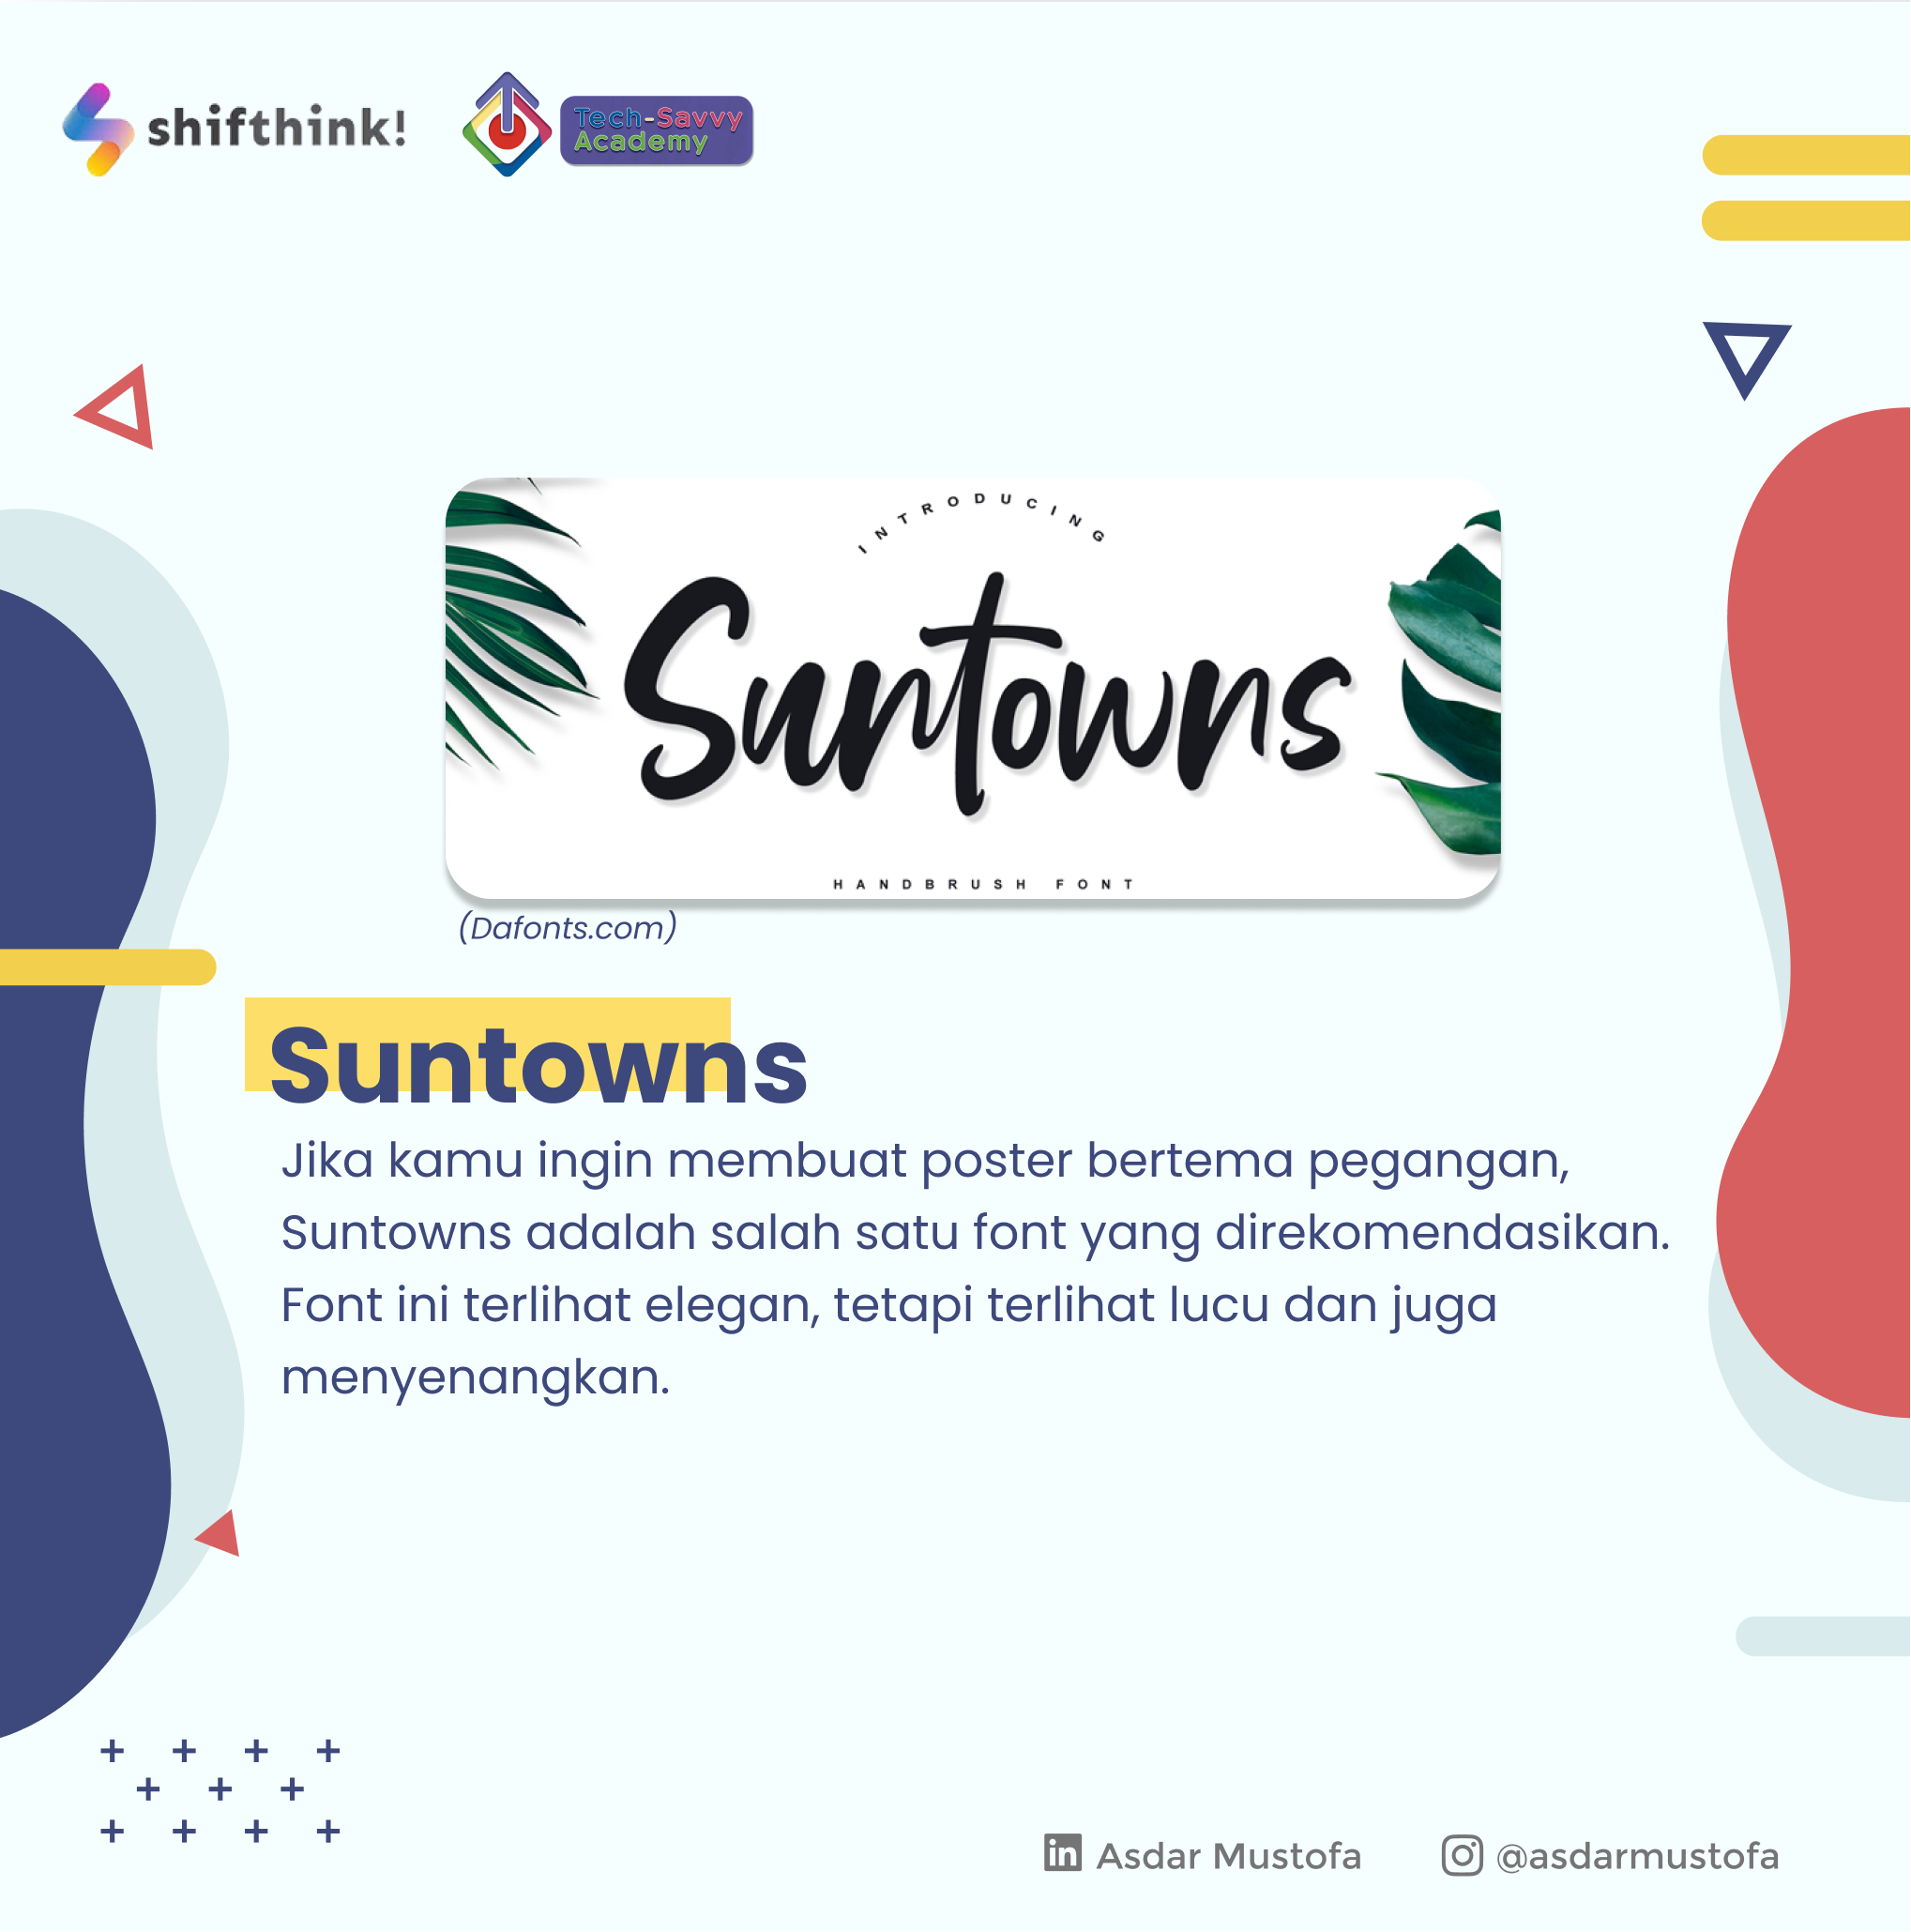 shifthink!
Tech-Savvy
Academy
INTRODUCING
Suntowns
HANDBRUSH FONT
(Dafonts.com)
Suntowns
Jika kamu ingin membuat poster bertema pegangan,
Suntowns adalah salah satu font yang direkomendasikan.
Font ini terlihat elegan, tetapi terlihat lucu dan juga
menyenangkan.
in Asdar Mustofa
@asdarmustofa